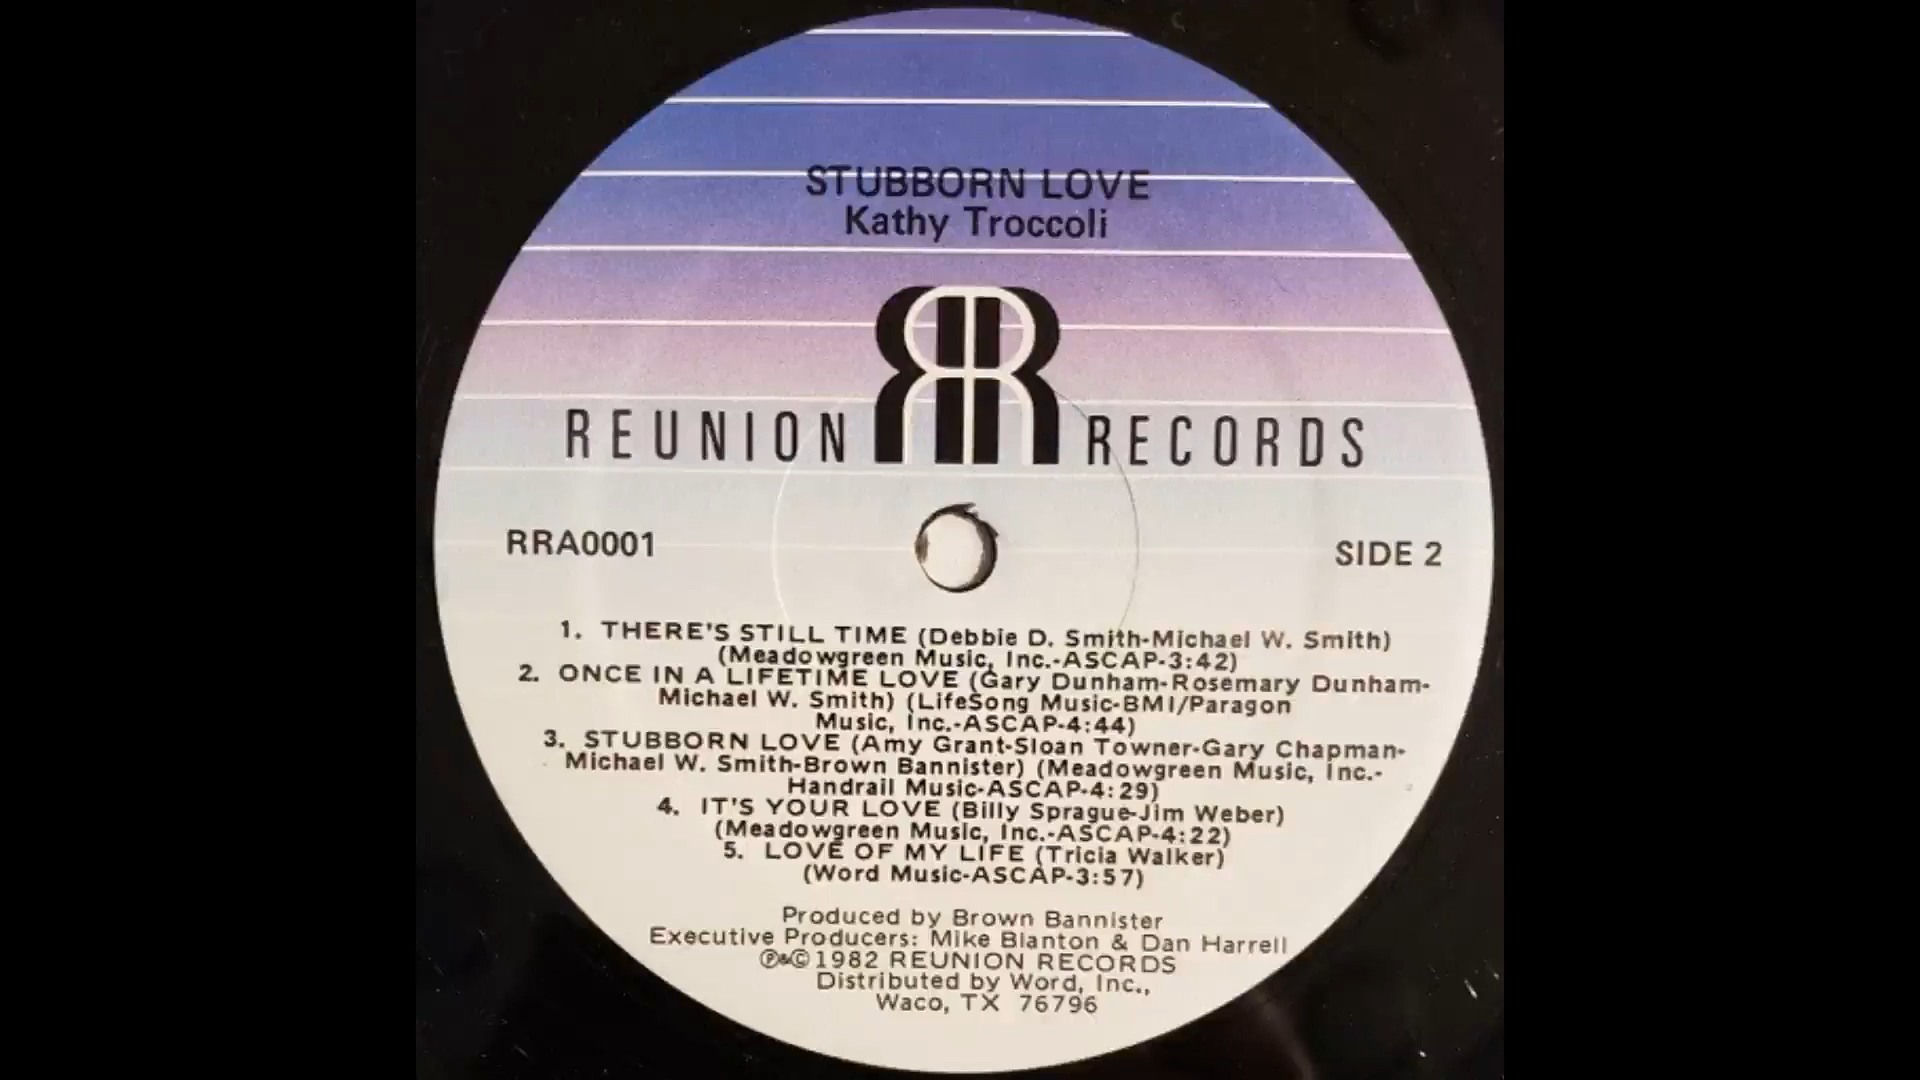 STUBBORN LOVE
Kathy Troccoli
REUNION RR RECORDS
RRA0001
SIDE 2
1. THERE'S STILL TIME (Debbie D. Smith-Michael W. Smith)
(Meadowgreen Music, Inc.-ASCAP-3:42)
2. ONCE IN A LIFETIME LOVE (Gary Dunham-Rosemary Dunham-
Michael W. Smith) (LifeSong Music-BMI/Paragon
Music, Inc.-ASCAP-4:44)
3. STUBBORN LOVE (Amy Grant-Sloan Towner-Gary Chapman-
Michael W. Smith-Brown Bannister) (Meadowgreen Music, Inc.-
Handrail Music-ASCAP-4:29)
4. IT'S YOUR LOVE (Billy Sprague-Jim Weber)
(Meadowgreen Music, Inc.-ASCAP-4:22)
5. LOVE OF MY LIFE (Tricia Walker)
(Word Music-ASCAP-3:57)
Produced by Brown Bannister
Executive Producers: Mike Blanton & Dan Harrell
℗&©1982 REUNION RECORDS
Distributed by Word, Inc.,
Waco, TX 76796